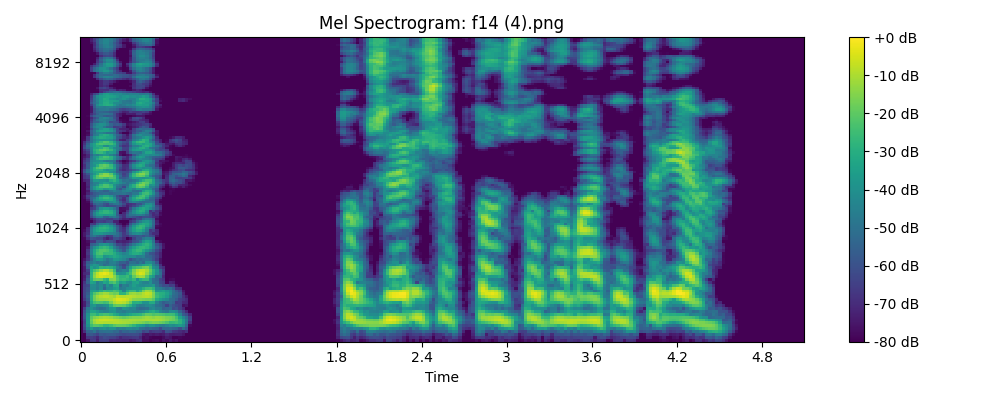 Mel Spectrogram: f14 (4).png
8192
4096
2048
1024
512
0
Hz
0 0.6 1.2 1.8 2.4 3 3.6 4.2 4.8
Time
+0 dB
-10 dB
-20 dB
-30 dB
-40 dB
-50 dB
-60 dB
-70 dB
-80 dB